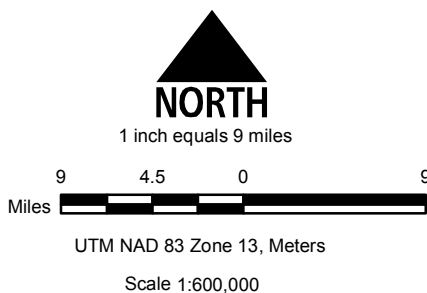 NORTH
1 inch equals 9 miles
9 4.5 0 9
Miles
UTM NAD 83 Zone 13, Meters
Scale 1:600,000